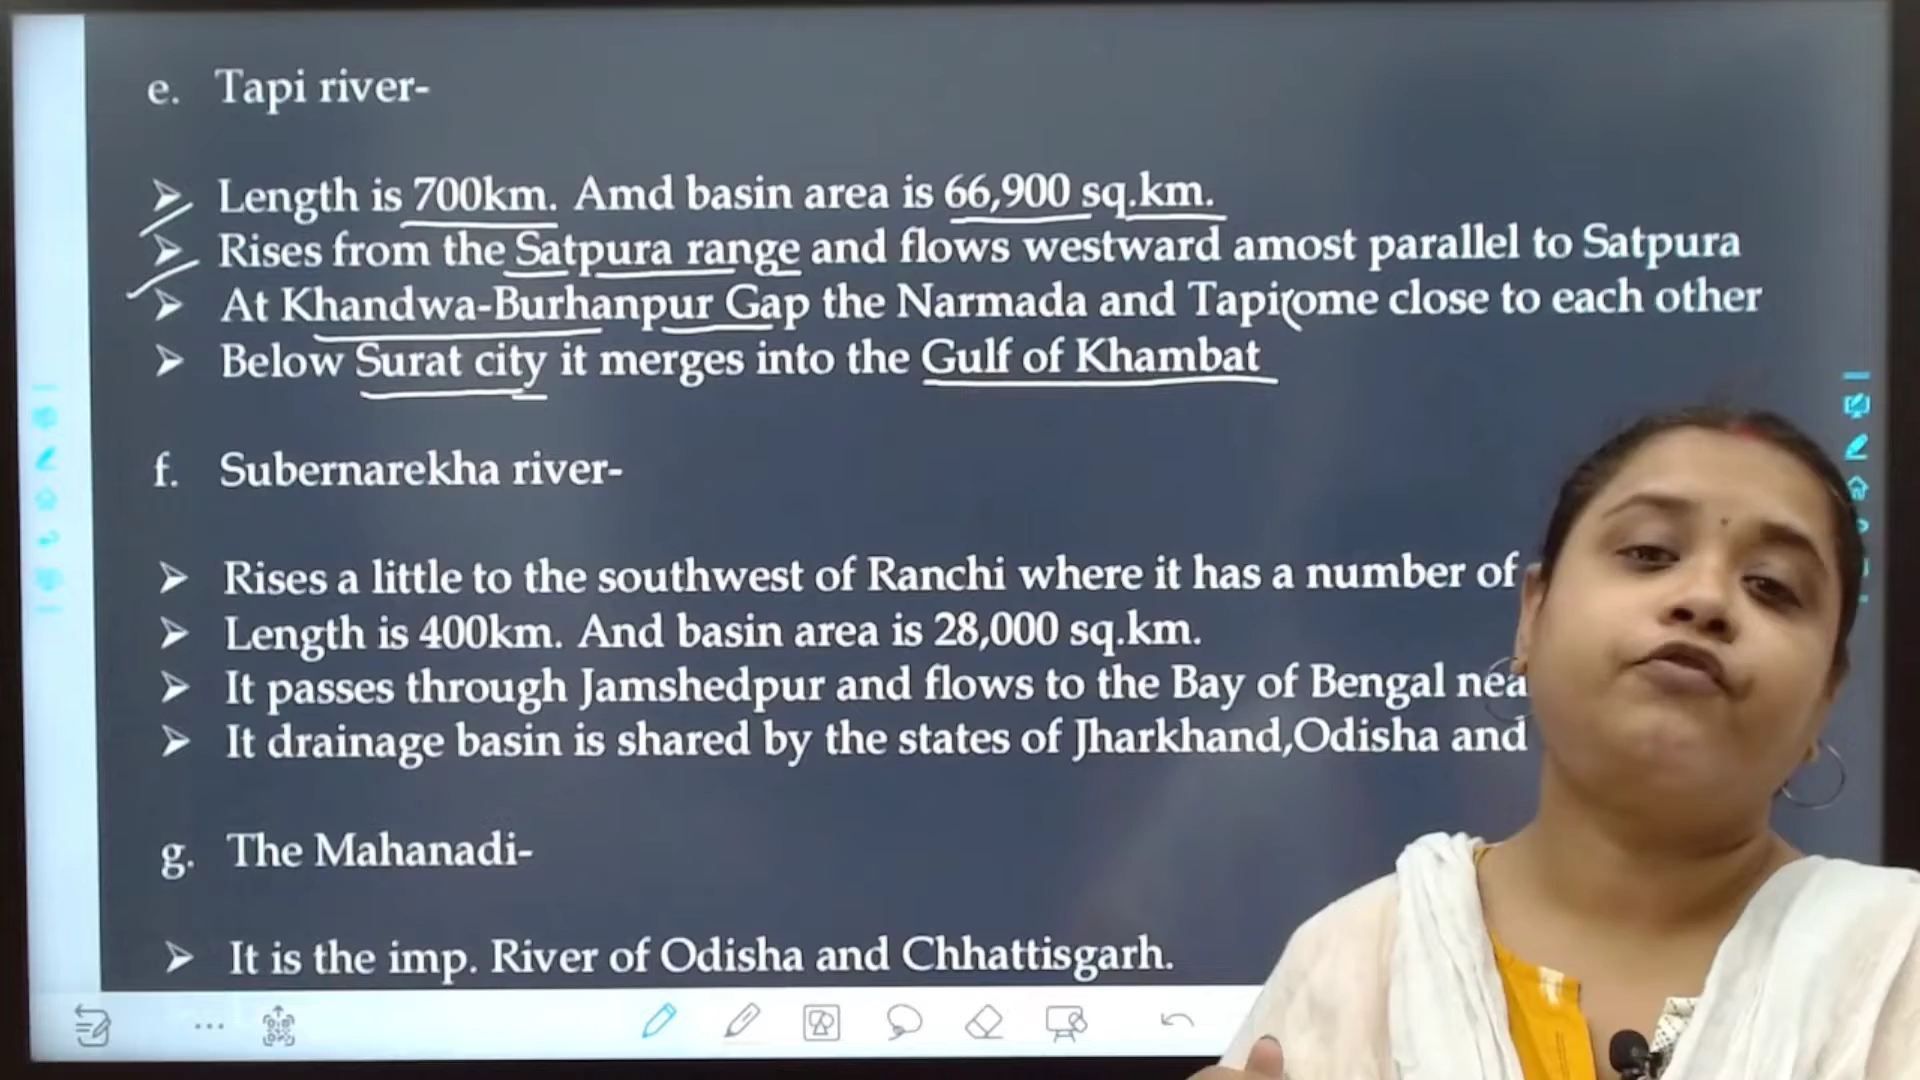 e. Tapi river-
➤ Length is 700km. Amd basin area is 66,900 sq.km.
➤ Rises from the Satpura range and flows westward amost parallel to Satpura
➤ At Khandwa-Burhanpur Gap the Narmada and Tapi come close to each other
➤ Below Surat city it merges into the Gulf of Khambat
f. Subernarekha river-
➤ Rises a little to the southwest of Ranchi where it has a number of
➤ Length is 400km. And basin area is 28,000 sq.km.
➤ It passes through Jamshedpur and flows to the Bay of Bengal
➤ It drainage basin is shared by the states of Jharkhand,Odisha and
g. The Mahanadi-
➤ It is the imp. River of Odisha and Chhattisgarh.